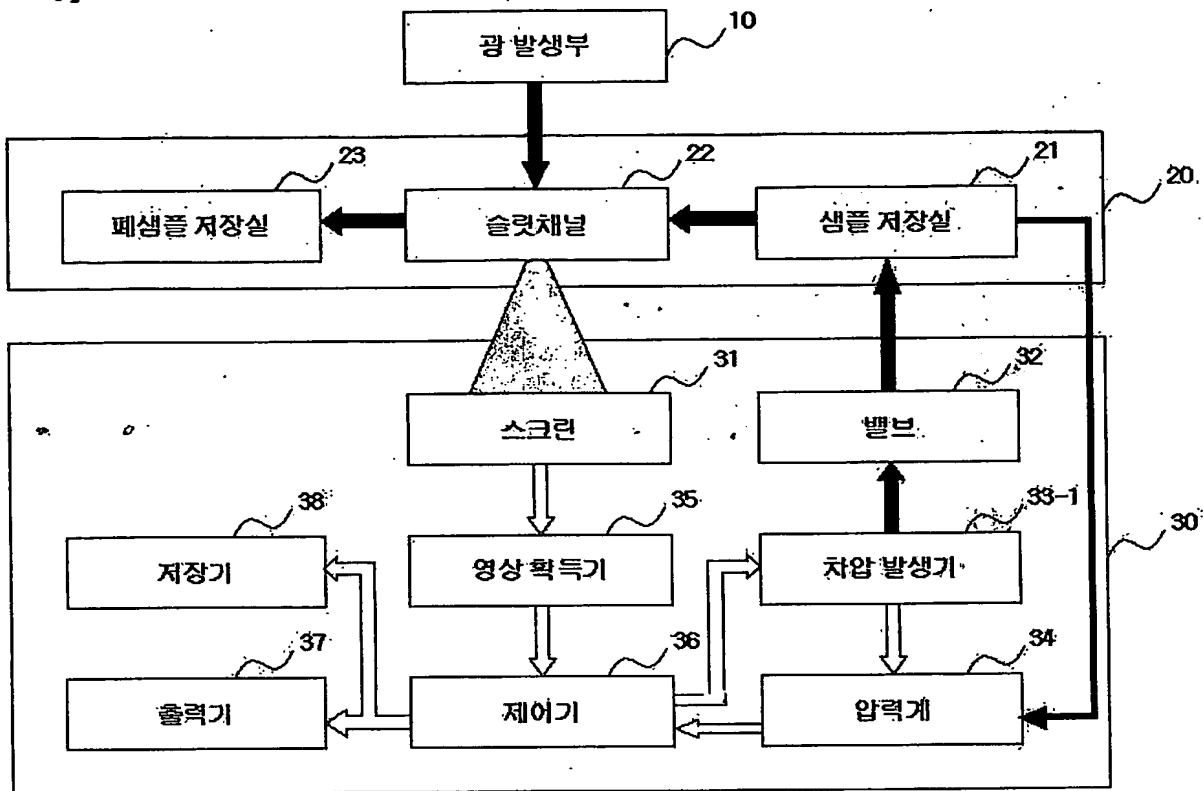 10
광 발생부
23
22
21
20
폐샘플 저장실
슬릿채널
샘플 저장실
31
32
스크린
밸브
38
35
33-1
30
저장기
영상 획득기
차압 발생기
37
36
34
출력기
제어기
압력계